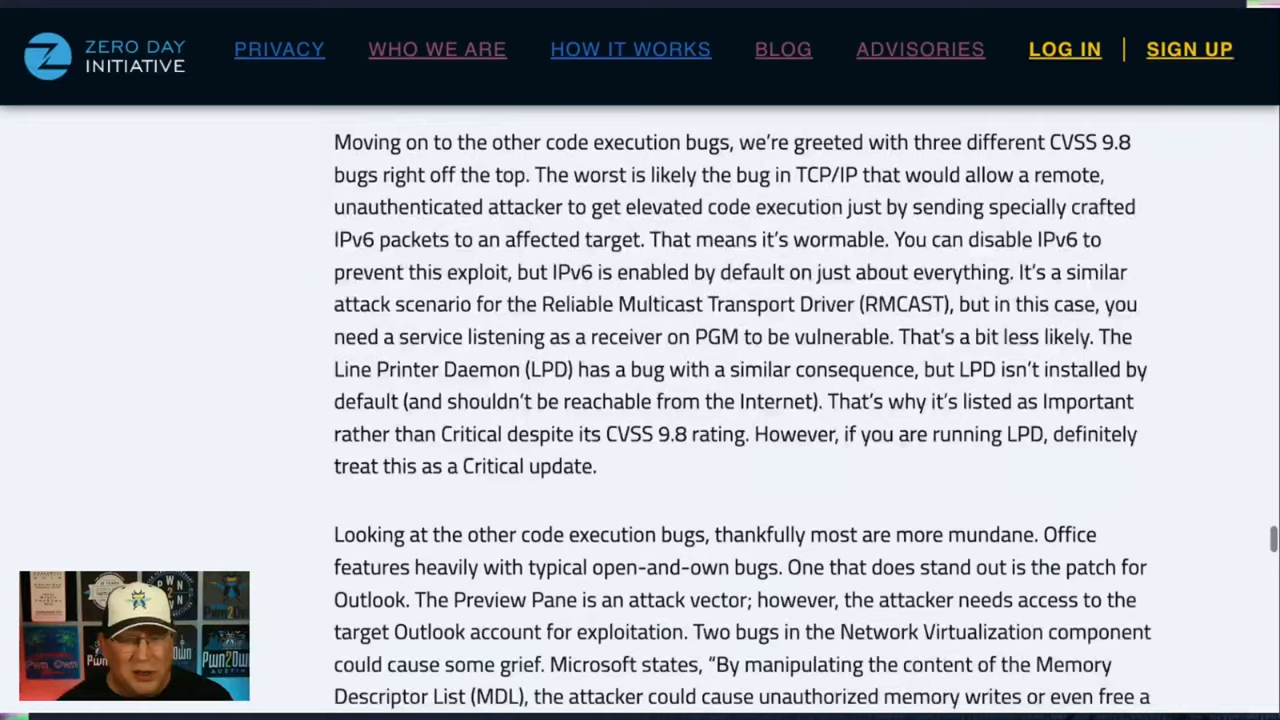 ZERO DAY
INITIATIVE
PRIVACY
WHO WE ARE
HOW IT WORKS
BLOG
ADVISORIES
LOG IN
SIGN UP
Moving on to the other code execution bugs, we’re greeted with three different CVSS 9.8
bugs right off the top. The worst is likely the bug in TCP/IP that would allow a remote,
unauthenticated attacker to get elevated code execution just by sending specially crafted
IPv6 packets to an affected target. That means it’s wormable. You can disable IPv6 to
prevent this exploit, but IPv6 is enabled by default on just about everything. It’s a similar
attack scenario for the Reliable Multicast Transport Driver (RMCAST), but in this case, you
need a service listening as a receiver on PGM to be vulnerable. That’s a bit less likely. The
Line Printer Daemon (LPD) has a bug with a similar consequence, but LPD isn’t installed by
default (and shouldn’t be reachable from the Internet). That’s why it’s listed as Important
rather than Critical despite its CVSS 9.8 rating. However, if you are running LPD, definitely
treat this as a Critical update.
Looking at the other code execution bugs, thankfully most are more mundane. Office
features heavily with typical open-and-own bugs. One that does stand out is the patch for
Outlook. The Preview Pane is an attack vector; however, the attacker needs access to the
target Outlook account for exploitation. Two bugs in the Network Virtualization component
could cause some grief. Microsoft states, “By manipulating the content of the Memory
Descriptor List (MDL), the attacker could cause unauthorized memory writes or even free a
PWN
OWN
Pwn Own
Pwn
Pwn2Own